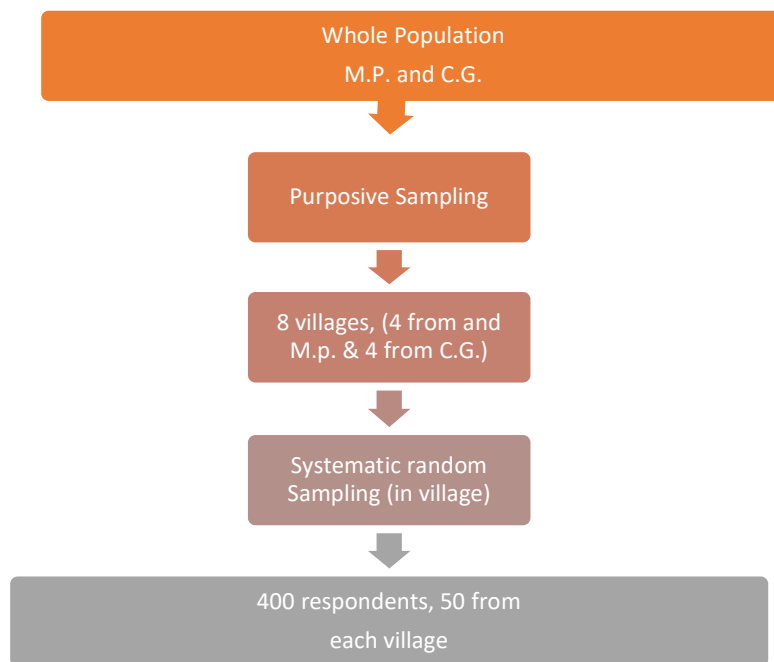 Whole Population
M.P. and C.G.
Purposive Sampling
8 villages, (4 from and
M.p. & 4 from C.G.)
Systematic random
Sampling (in village)
400 respondents, 50 from
each village